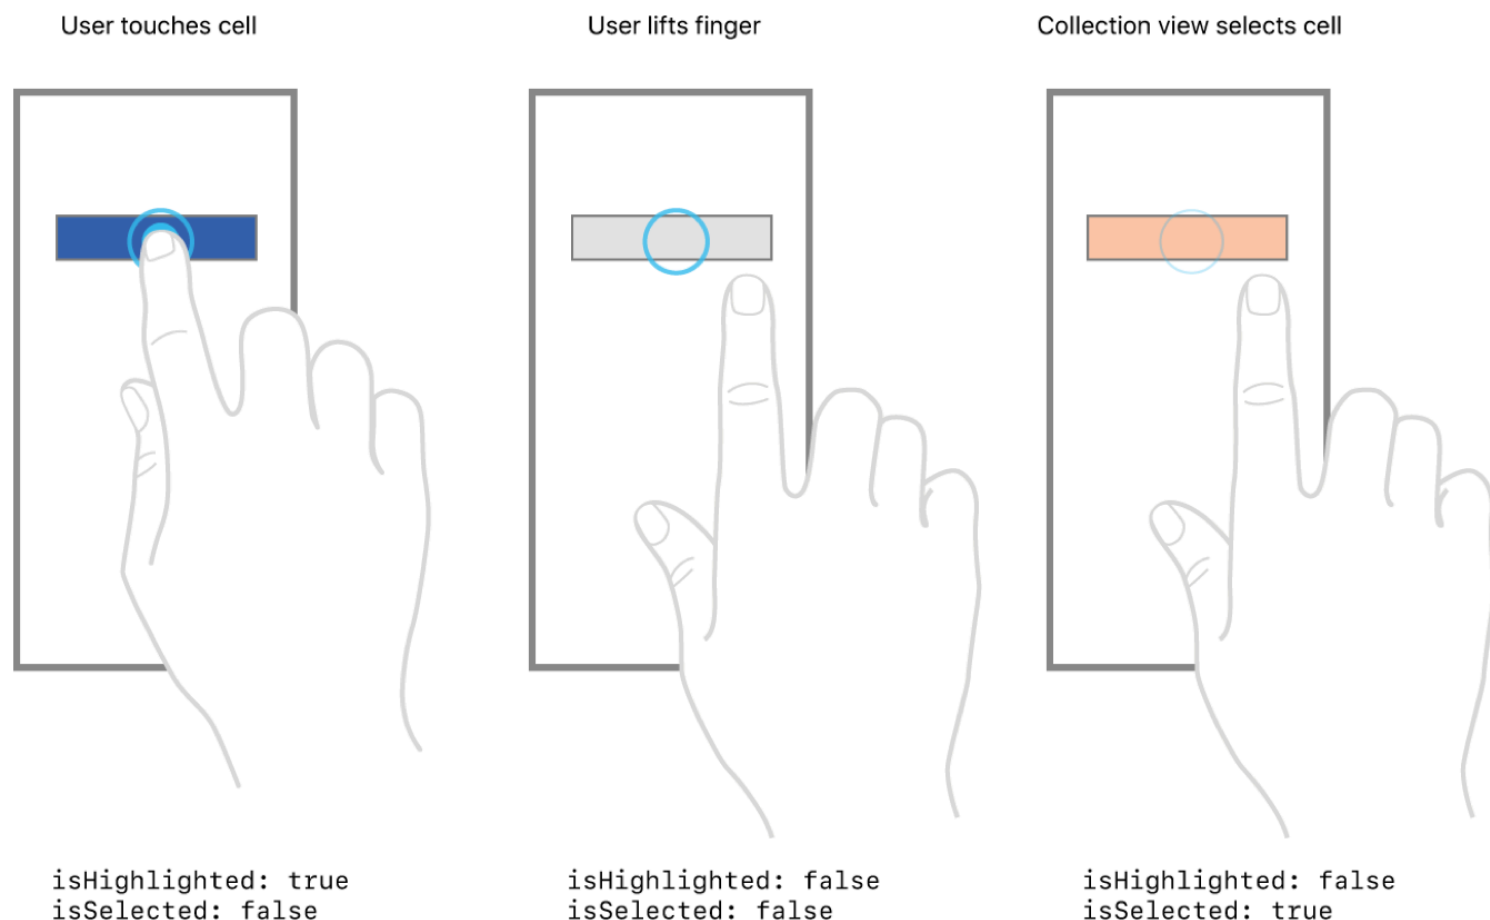 User touches cell
User lifts finger
Collection view selects cell
isHighlighted: true
isSelected: false
isHighlighted: false
isSelected: false
isHighlighted: false
isSelected: true